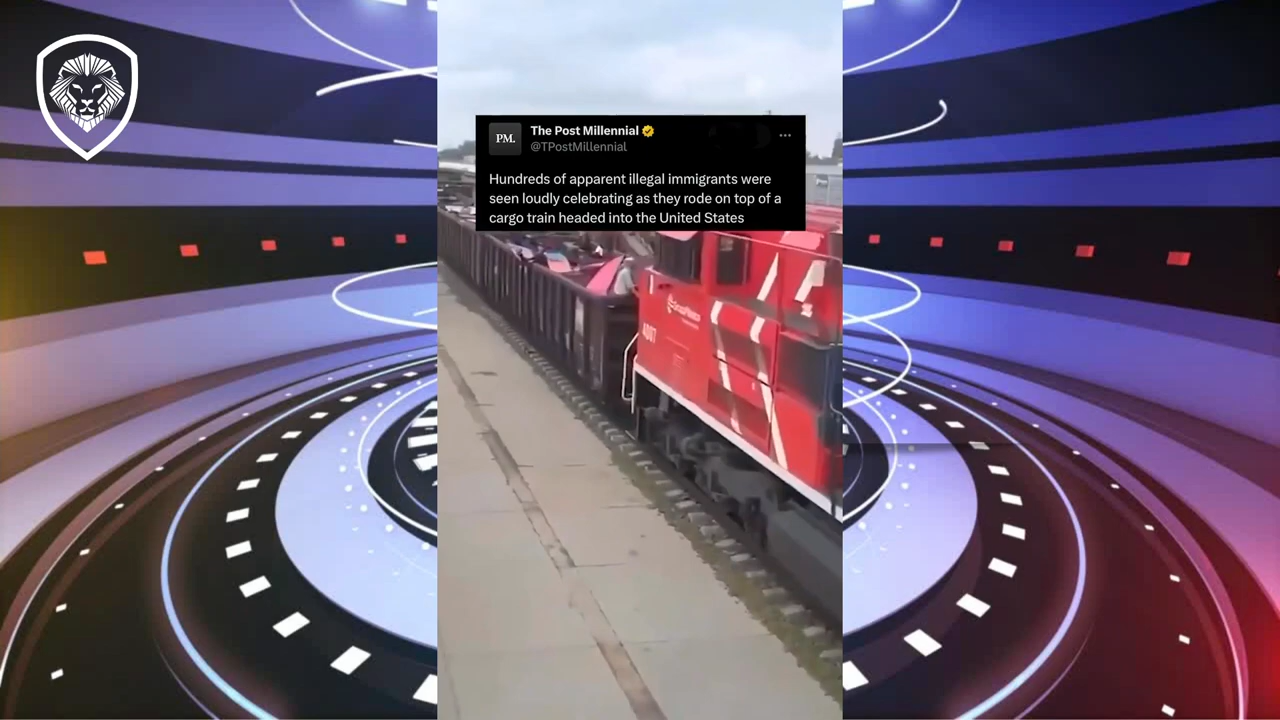 PM.
The Post Millennial
@TPostMillennial
Hundreds of apparent illegal immigrants were
seen loudly celebrating as they rode on top of a
cargo train headed into the United States